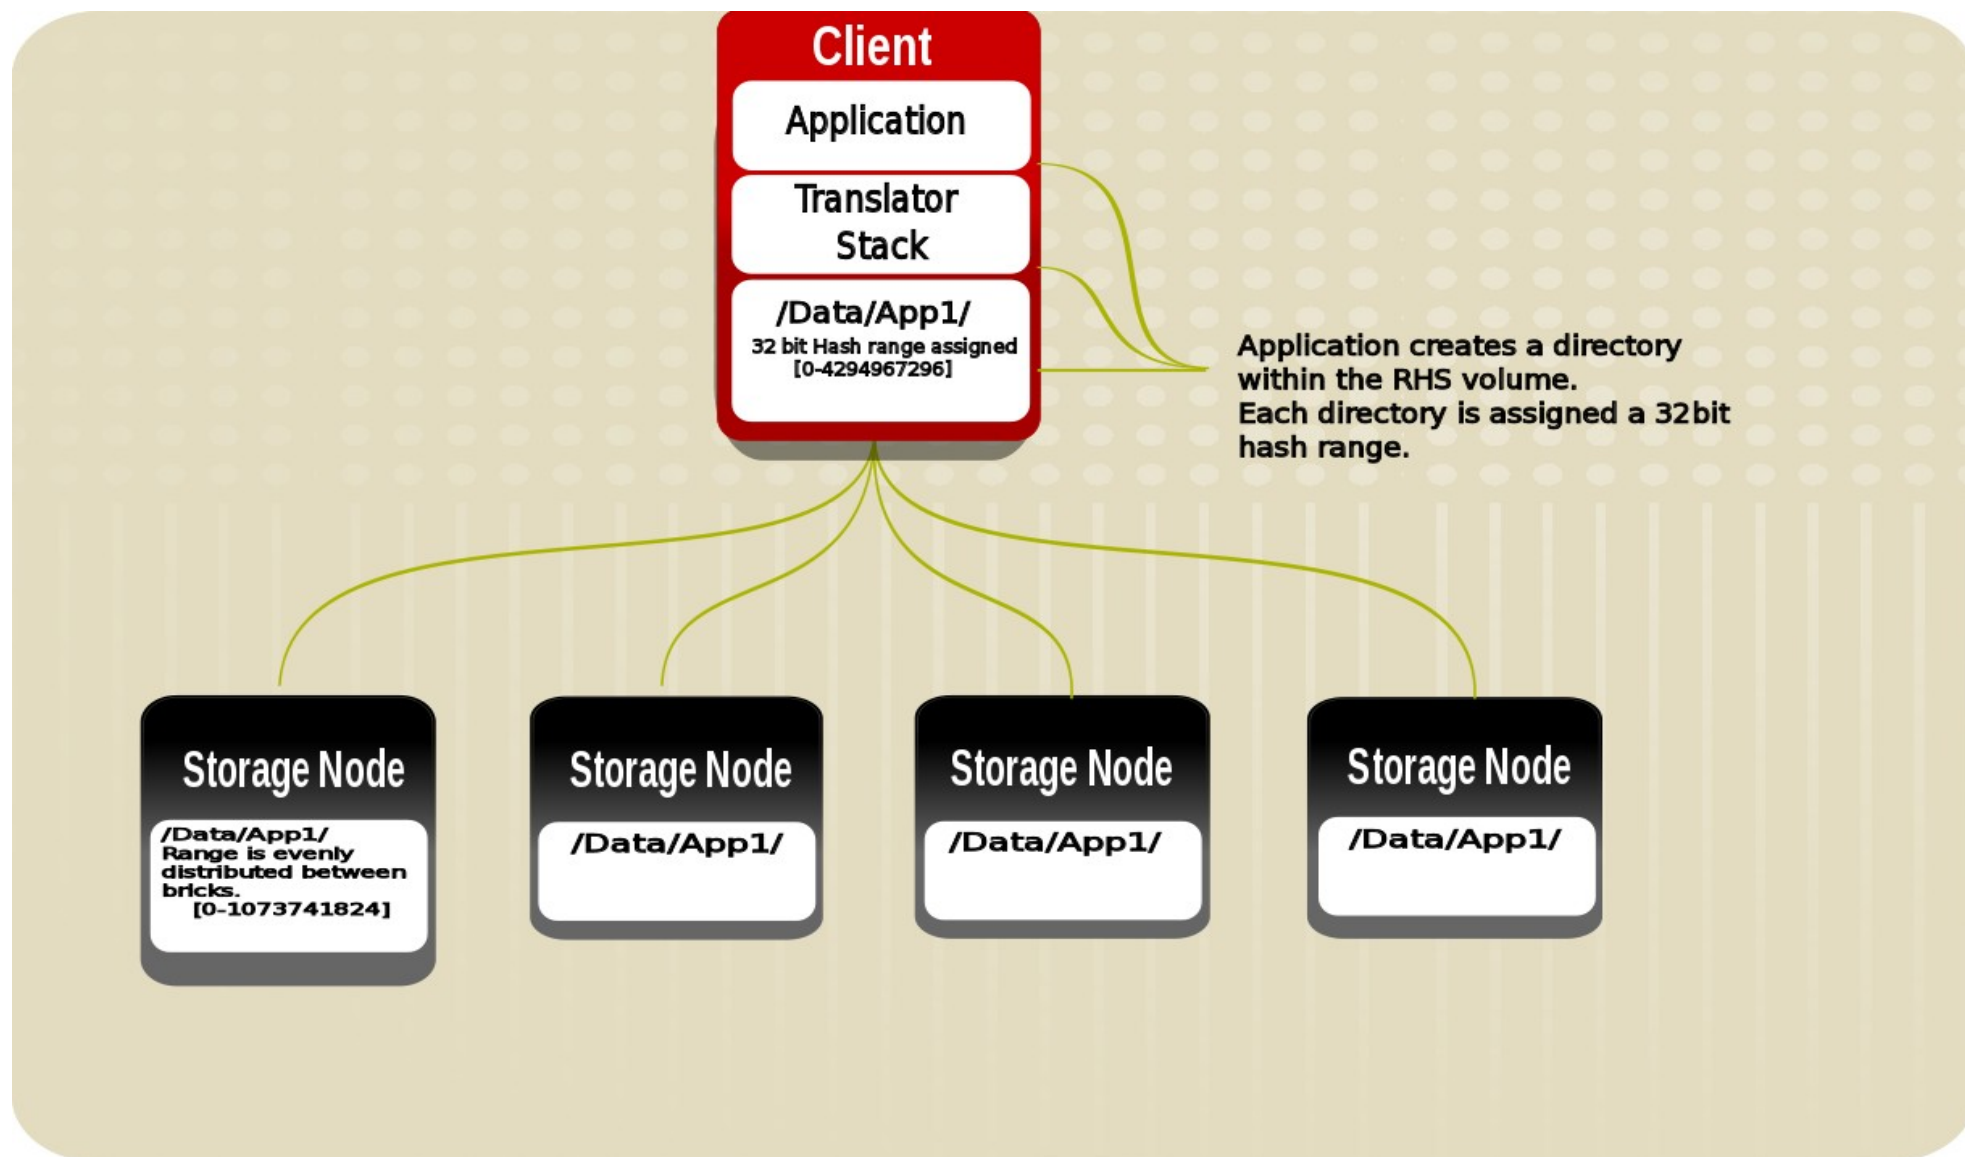 Client
Application
Translator
Stack
/Data/App1/
32 bit Hash range assigned
[0-4294967296]
Application creates a directory
within the RHS volume.
Each directory is assigned a 32bit
hash range.
Storage Node
/Data/App1/
Range is evenly
distributed between
bricks.
[0-1073741824]
Storage Node
/Data/App1/
Storage Node
/Data/App1/
Storage Node
/Data/App1/